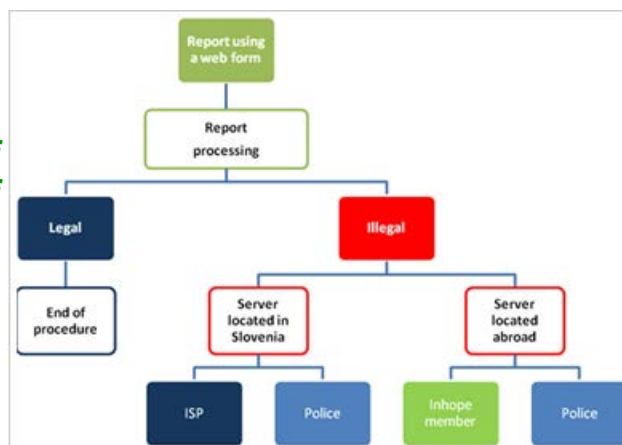 Report using
a web form
Report
processing
Legal
Illegal
End of
procedure
Server
located in
Slovenia
Server
located
abroad
ISP
Police
Inhope
member
Police